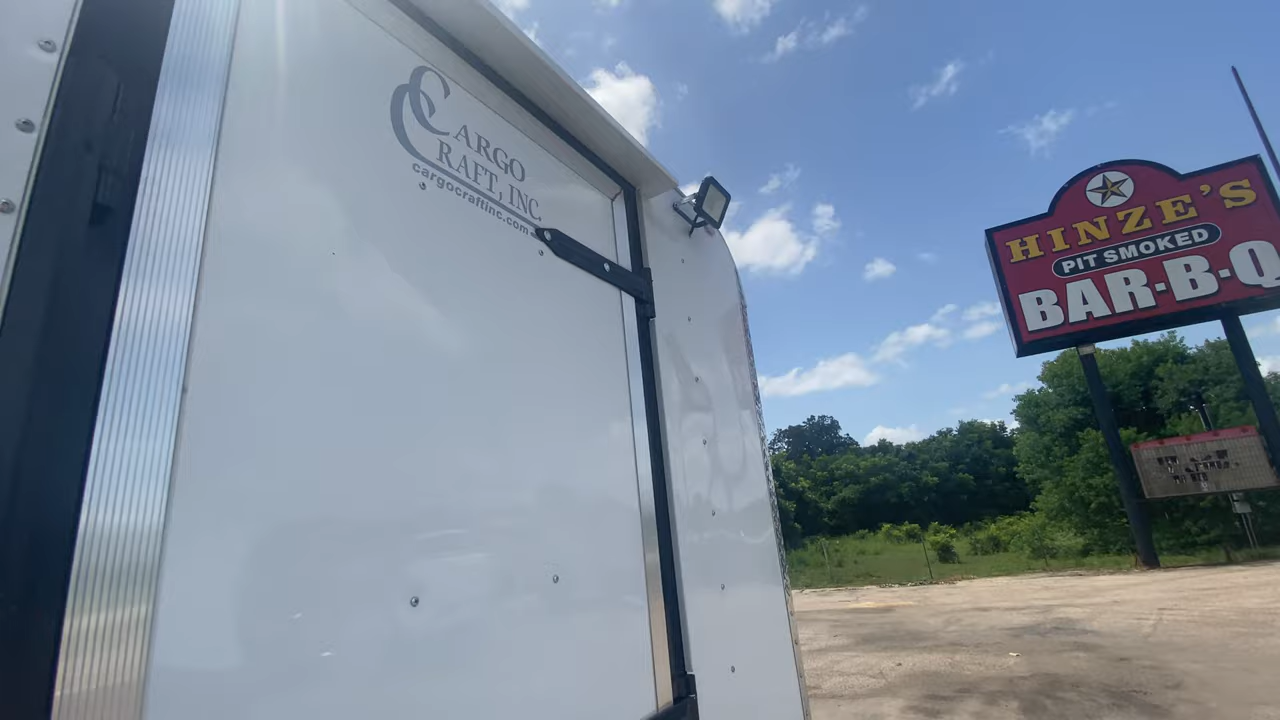 CARGO
CRAFT, INC.
cargocraftinc.com
HINZE'S
PIT SMOKED
BAR·B·Q